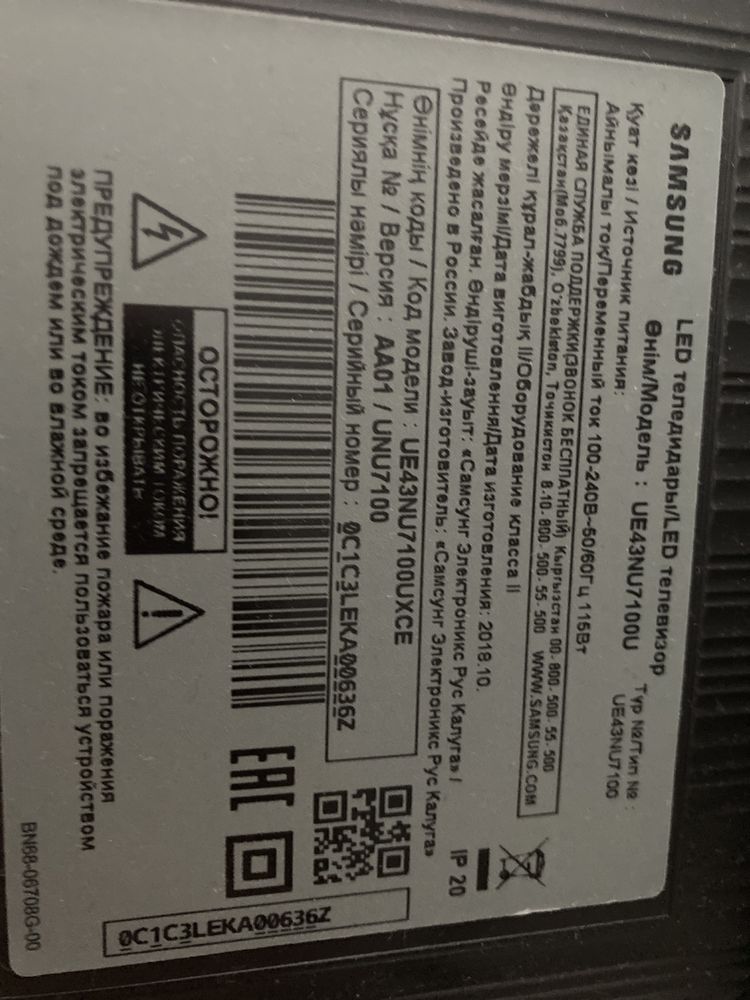 SAMSUNG
LED теледидары/LED телевизор
Өнім/Модель : UE43NU7100U
Тұр №/Тип № :
UE43NU7100
Қуат көзі / Источник питания:
Айнымалы ток/Переменный ток 100-240В~50/60Гц 115Вт
ЕДИНАЯ СЛУЖБА ПОДДЕРЖКИ(ЗВОНОК БЕСПЛАТНЫЙ) Кыргызстан 00-800-500-55-500
Казахстан(Моб.7799), O'zbekiston, Тоҷикистон 8-10-800-500-55-500 WWW.SAMSUNG.COM
Дәрежелі Құрал-жабдық II/Оборудование класса II
Өндіру мерзімі/Дата виготовлення/Дата изготовления: 2018.10.
Ресейде жасалған. Өндіруші-зауыт: «Самсунг Электроникс Рус Калуга» /
Произведено в России. Завод-изготовитель: «Самсунг Электроникс Рус Калуга»
IP 20
Өнімнің коды / Код модели : UE43NU7100UXCE
Нұсқа № / Версия : AA01 / UNU7100
Сериялы нөмірі / Серийный номер : 0C1C3LEKA00636Z
EAC
ОСТОРОЖНО!
ОПАСНОСТЬ ПОРАЖЕНИЯ
ЭЛЕКТРИЧЕСКИМ ТОКОМ
НЕ ОТКРЫВАТЬ
ПРЕДУПРЕЖДЕНИЕ: во избежание пожара или поражения
электрическим током запрещается пользоваться устройством
под дождем или во влажной среде.
0C1C3LEKA00636Z
BN68-06708G-00